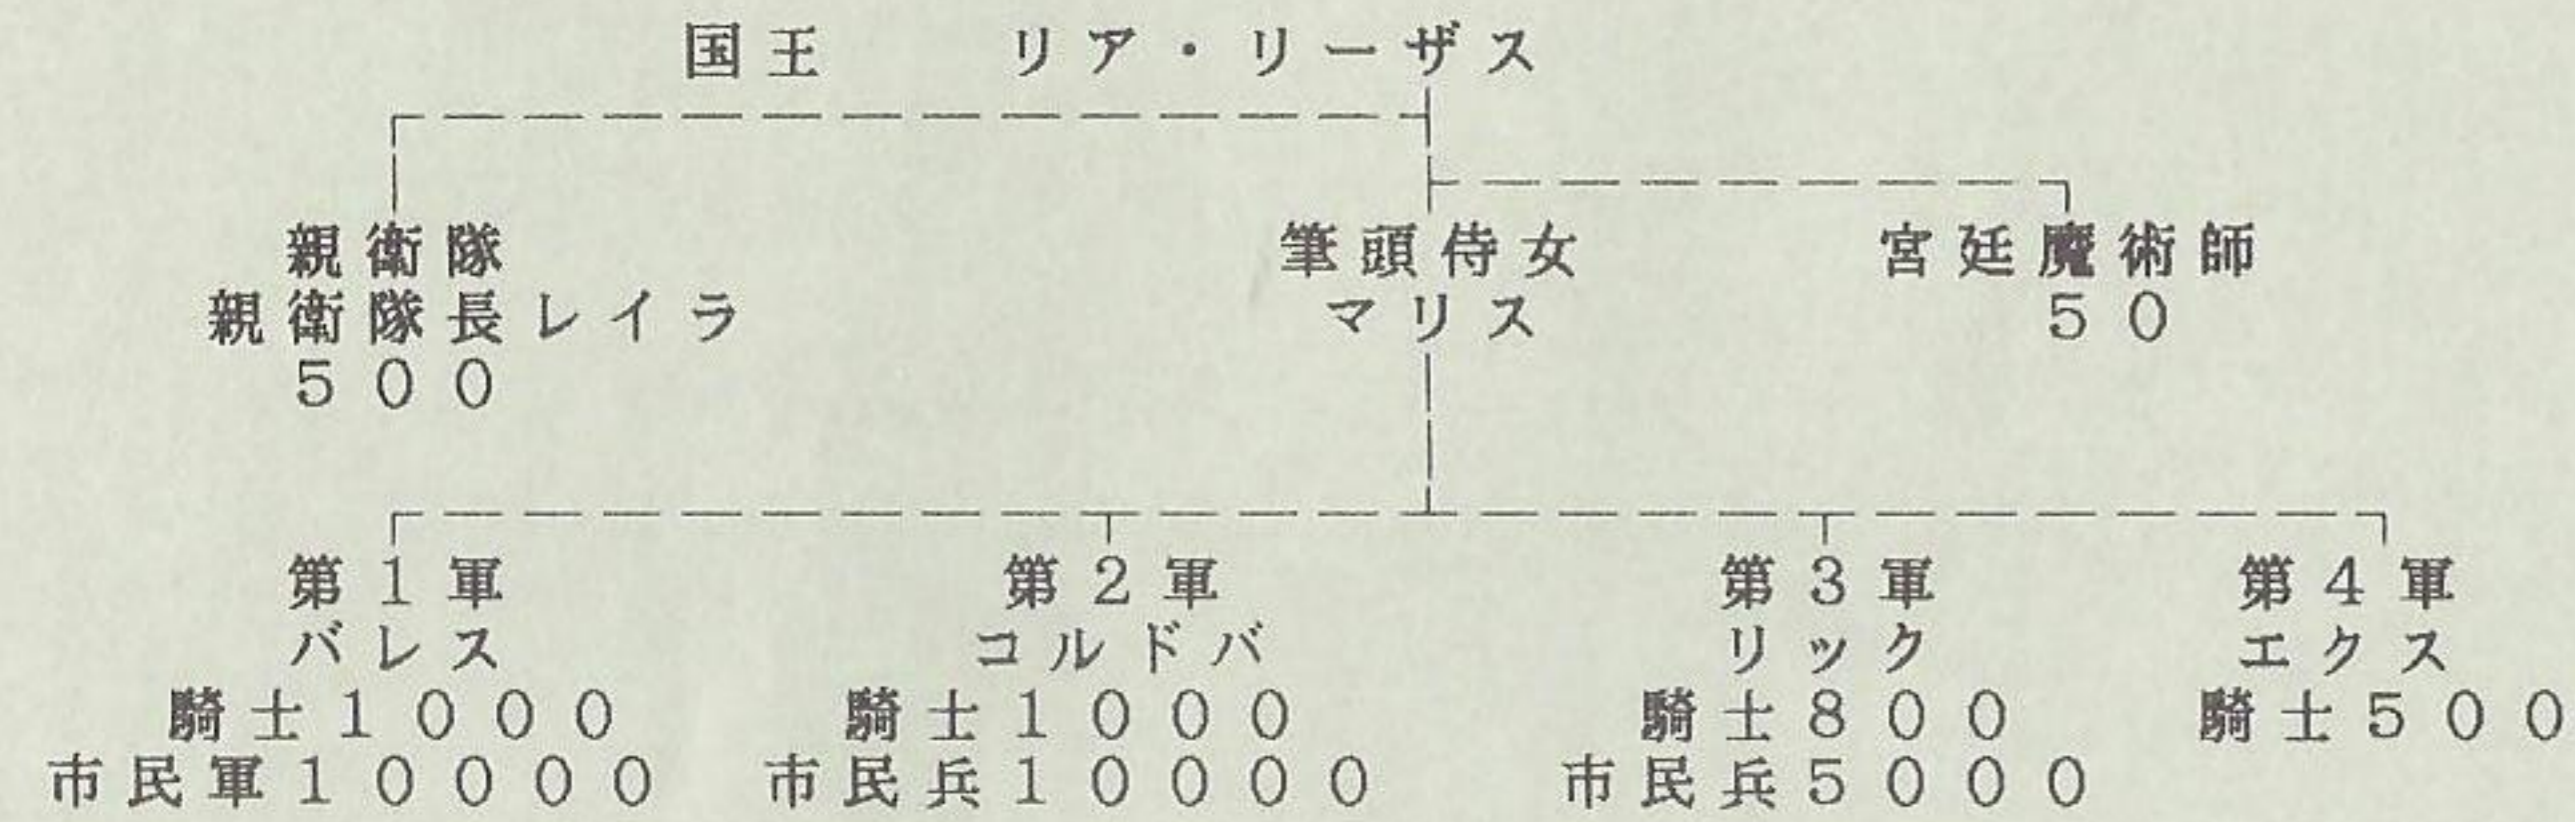 国王　リア・リーザス
親衛隊
親衛隊長レイラ
５００
筆頭侍女
マリス
宮廷魔術師
５０
第１軍
バレス
騎士１０００
市民軍１００００
第２軍
コルドバ
騎士１０００
市民兵１００００
第３軍
リック
騎士８００
市民兵５０００
第４軍
エクス
騎士５００